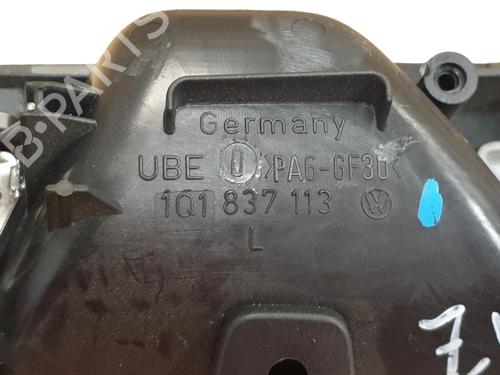 Germany
UBE >PA6-GF30<
1Q1 837 113
L
B-PARTS